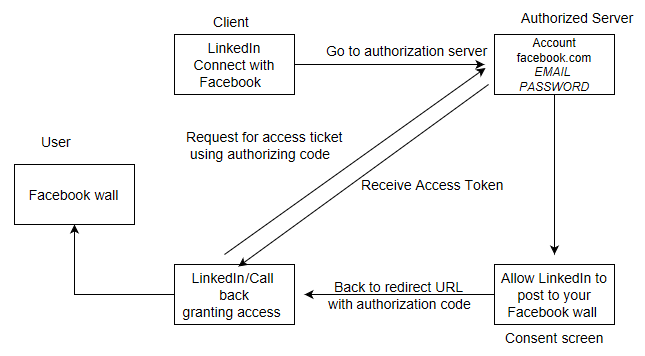 Client
Authorized Server
LinkedIn
Connect with
Facebook
Go to authorization server
Account
facebook.com
EMAIL
PASSWORD
Request for access ticket
using authorizing code
User
Receive Access Token
Facebook wall
LinkedIn/Call
back
granting access
Back to redirect URL
with authorization code
Allow LinkedIn to
post to your
Facebook wall
Consent screen